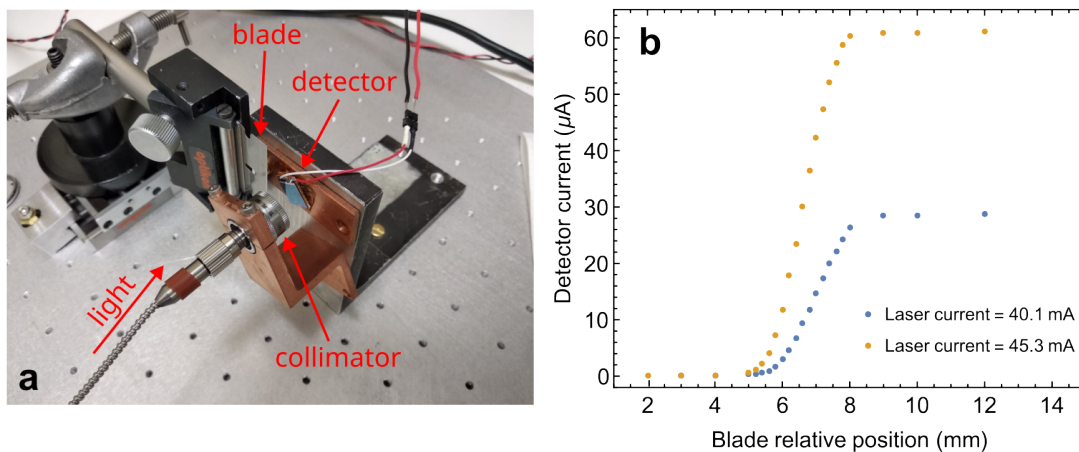 blade
detector
light
collimator
a
b
60
50
40
30
20
10
0
2
4
6
8
10
12
14
Detector current (μA)
Blade relative position (mm)
Laser current = 40.1 mA
Laser current = 45.3 mA